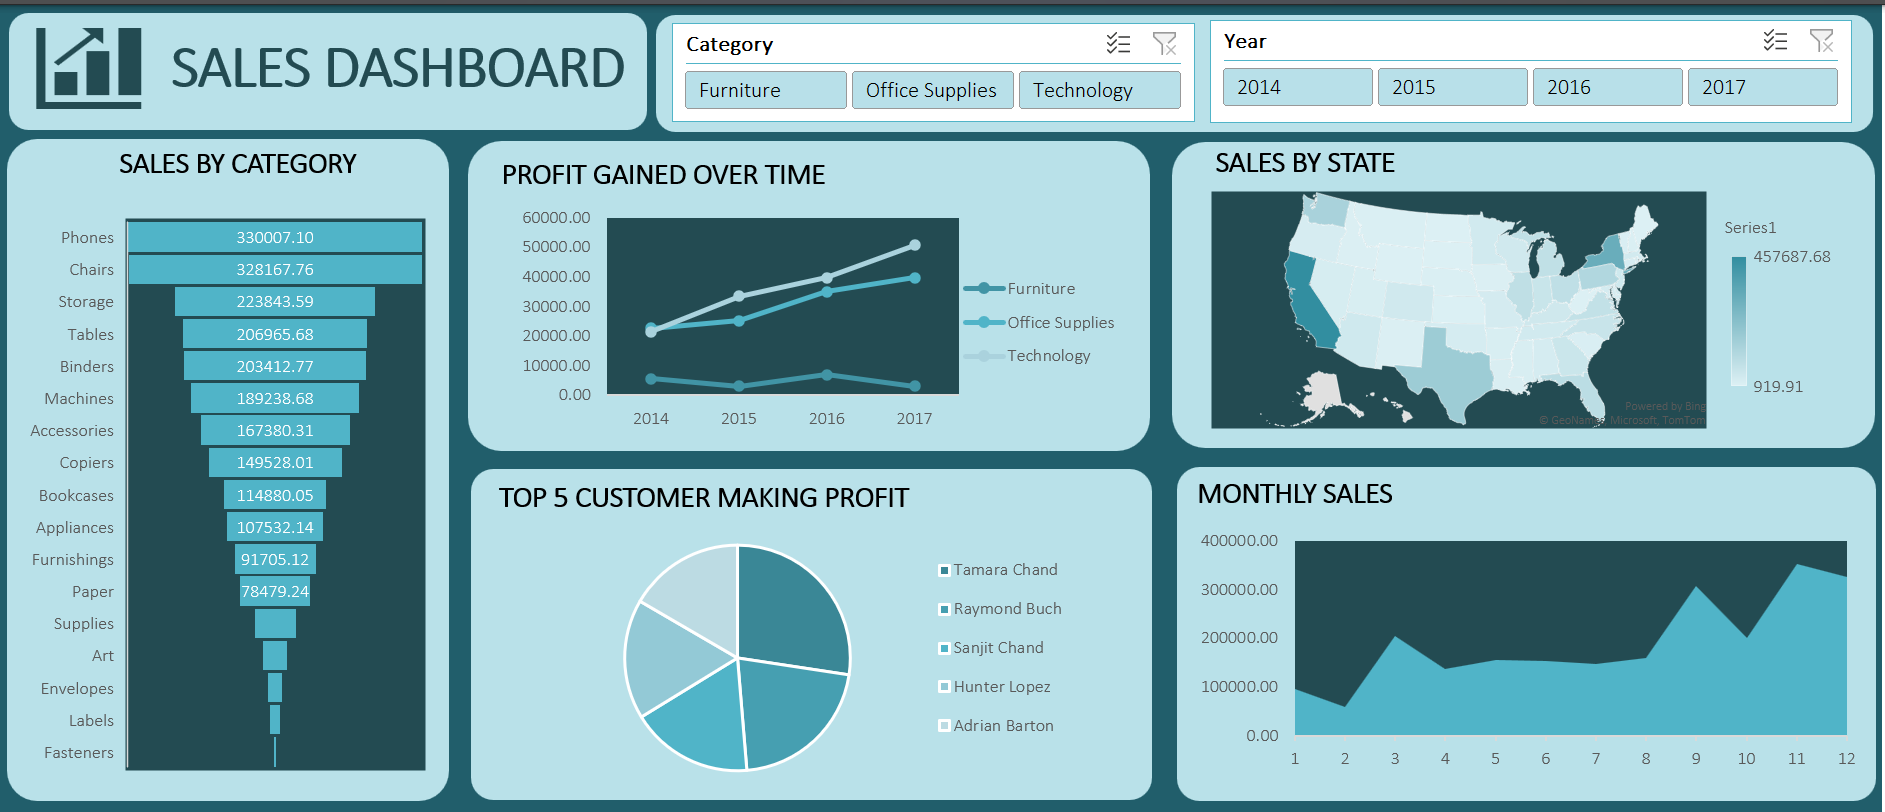 SALES DASHBOARD
Category
Furniture
Office Supplies
Technology
Year
2014
2015
2016
2017
SALES BY CATEGORY
Phones 330007.10
Chairs 328167.76
Storage 223843.59
Tables 206965.68
Binders 203412.77
Machines 189238.68
Accessories 167380.31
Copiers 149528.01
Bookcases 114880.05
Appliances 107532.14
Furnishings 91705.12
Paper 78479.24
Supplies
Art
Envelopes
Labels
Fasteners
PROFIT GAINED OVER TIME
60000.00
50000.00
40000.00
30000.00
20000.00
10000.00
0.00
2014 2015 2016 2017
Furniture
Office Supplies
Technology
SALES BY STATE
Series1
457687.68
919.91
Powered by Bing
© GeoNames, Microsoft, TomTom
TOP 5 CUSTOMER MAKING PROFIT
Tamara Chand
Raymond Buch
Sanjit Chand
Hunter Lopez
Adrian Barton
MONTHLY SALES
400000.00
300000.00
200000.00
100000.00
0.00
1 2 3 4 5 6 7 8 9 10 11 12